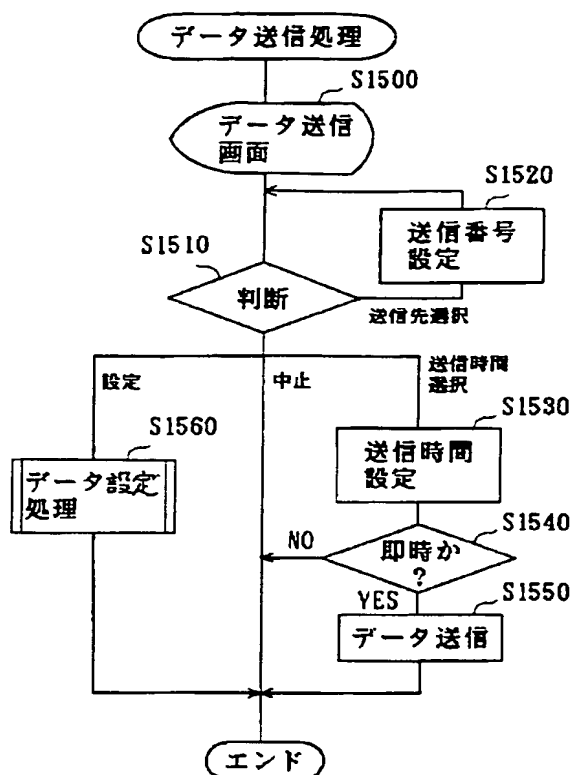 データ送信処理
S1500
データ送信
画面
S1520
送信番号
設定
S1510
判断
送信先選択
設定
中止
送信時間
選択
S1530
送信時間
設定
S1560
データ設定
処理
S1540
即時か
?
NO
YES
S1550
データ送信
エンド